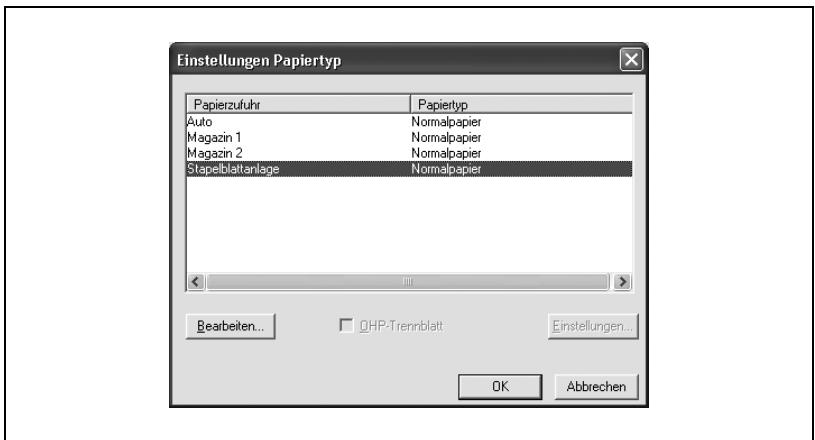 Einstellungen Papiertyp
Papierzufuhr Papiertyp
Auto Normalpapier
Magazin 1 Normalpapier
Magazin 2 Normalpapier
Stapelblattanlage Normalpapier
Bearbeiten... OHP-Trennblatt Einstellungen...
OK Abbrechen